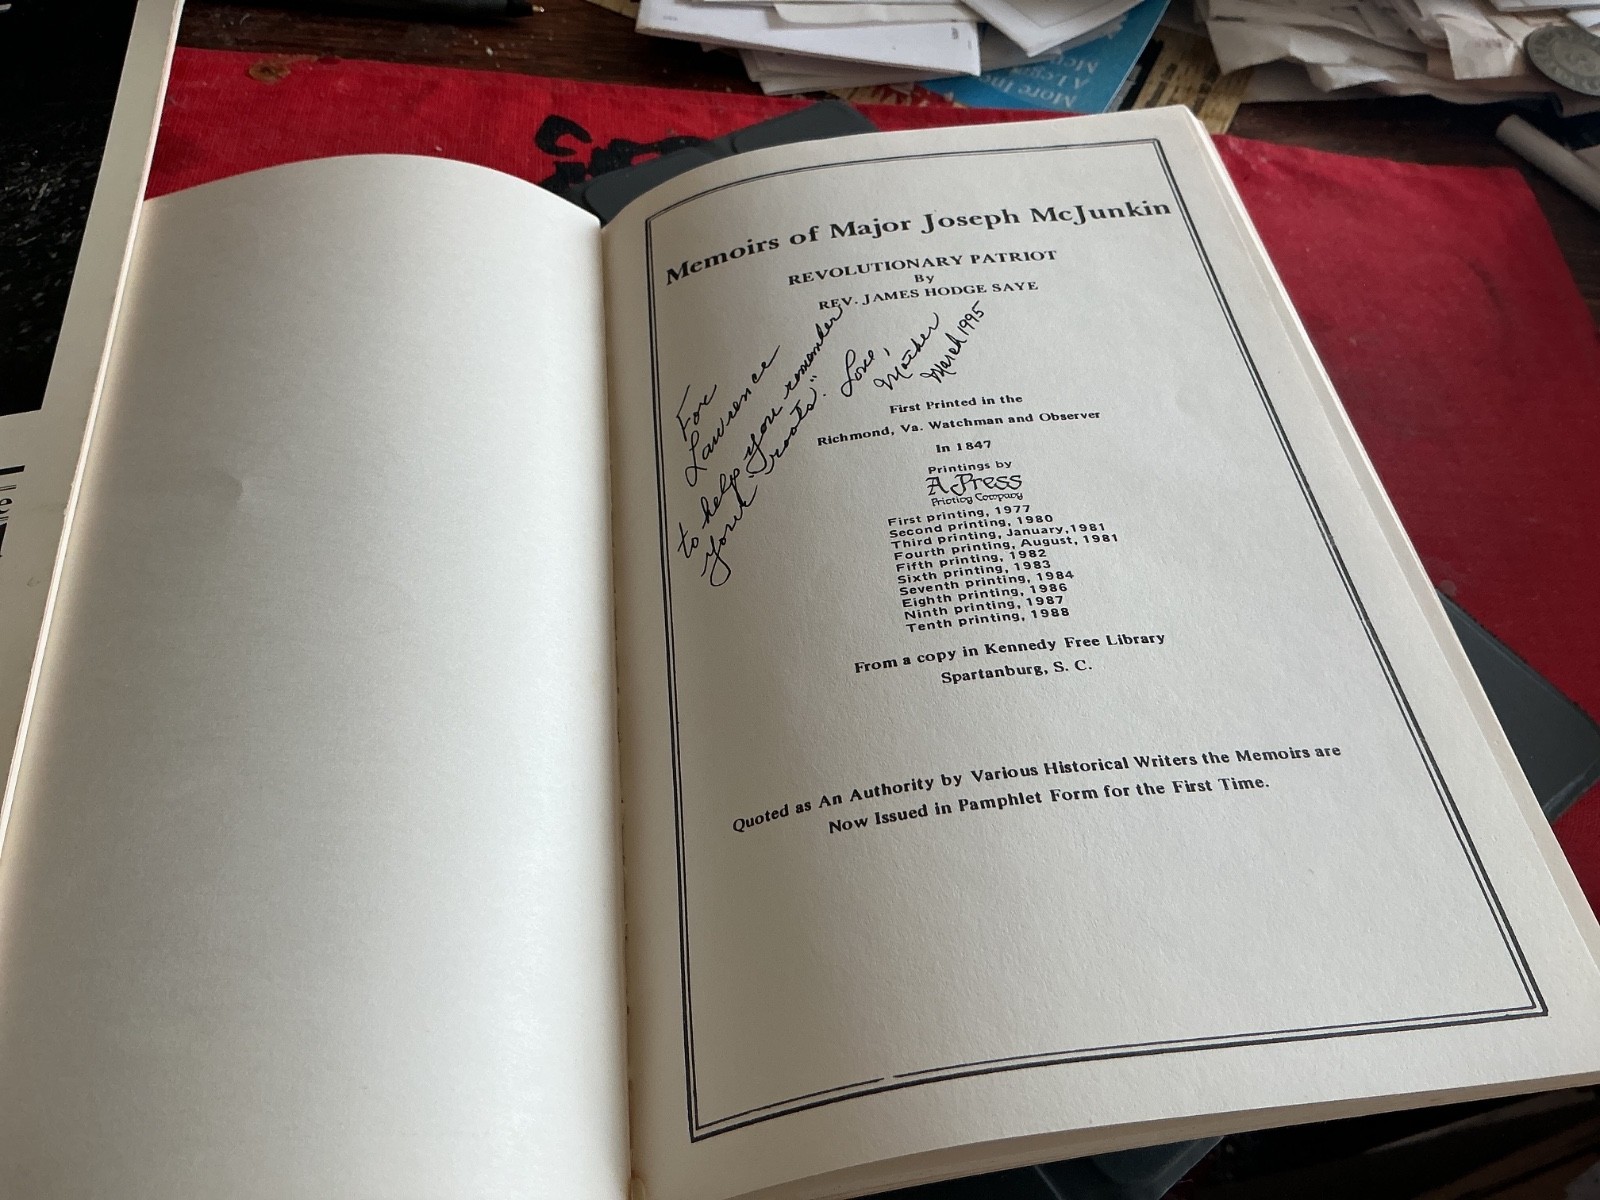 Memoirs of Major Joseph McJunkin
REVOLUTIONARY PATRIOT
By
REV. JAMES HODGE SAYE
For
Lawrence
to help you remember
your "roots". Love,
Mother
March 1995
First Printed in the
Richmond, Va. Watchman and Observer
In 1847
Printings by
A Press
Printing Company
First printing, 1977
Second printing, 1980
Third printing, January,1981
Fourth printing, August, 1981
Fifth printing, 1982
Sixth printing, 1983
Seventh printing, 1984
Eighth printing, 1986
Ninth printing, 1987
Tenth printing, 1988
From a copy in Kennedy Free Library
Spartanburg, S. C.
Quoted as An Authority by Various Historical Writers the Memoirs are
Now Issued in Pamphlet Form for the First Time.
More In
A Lega